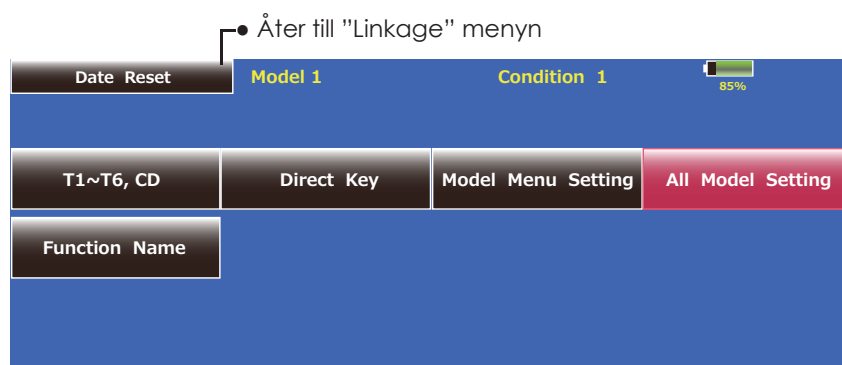 ● Åter till ”Linkage” menyn
Date Reset Model 1 Condition 1 85%
T1~T6, CD Direct Key Model Menu Setting All Model Setting
Function Name